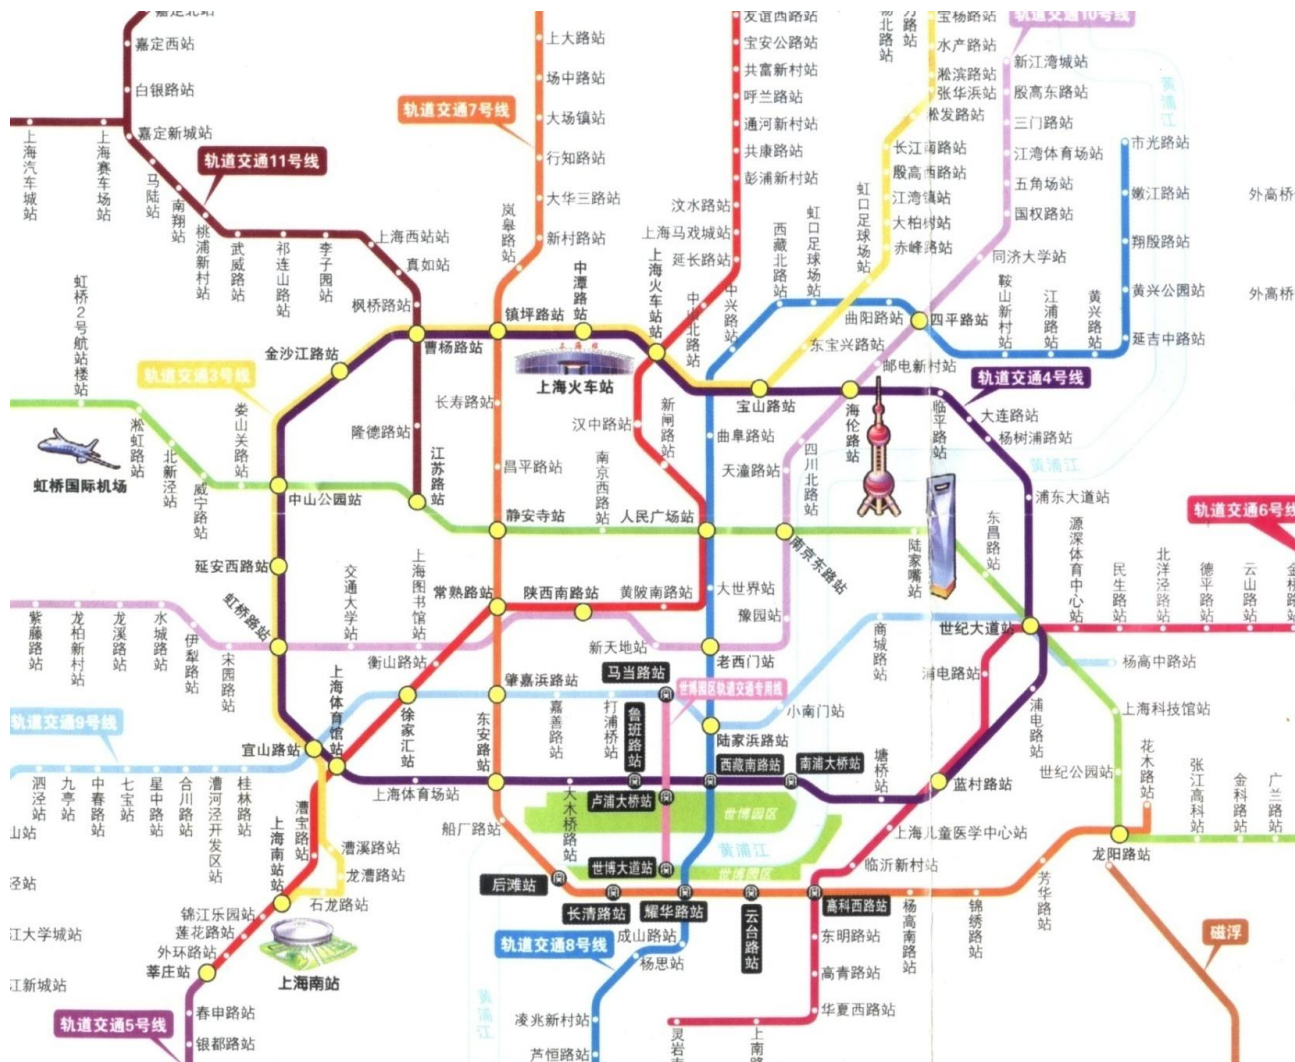 嘉定西站
白银路站
嘉定新城站
上海汽车城站
上海赛车场站
马陆站
南翔站
桃浦新村站
武威路站
祁连山路站
李子园站
上海西站站
真如站
枫桥路站
轨道交通11号线
轨道交通7号线
上大路站
场中路站
大场镇站
行知路站
大华三路站
新村路站
岚皋路站
友谊西路站
宝安公路站
共富新村站
呼兰路站
通河新村站
共康路站
彭浦新村站
汶水路站
上海马戏城站
延长路站
中山北路站
上海火车站站
宝杨路站
水产路站
淞滨路站
张华浜站
淞发路站
长江南路站
殷高西路站
江湾镇站
大柏树站
赤峰路站
虹口足球场站
轨道交通10号线
新江湾城站
殷高东路站
三门路站
江湾体育场站
五角场站
国权路站
同济大学站
黄浦江
市光路站
嫩江路站
翔殷路站
黄兴公园站
延吉中路站
黄兴路站
江浦路站
鞍山新村站
四平路站
曲阳路站
虹口足球场站
西藏北路站
中兴路站
外高桥
外高桥
东宝兴路站
邮电新村站
虹桥2号航站楼站
淞虹路站
北新泾站
威宁路站
娄山关路站
虹桥国际机场
轨道交通3号线
金沙江路站
曹杨路站
镇坪路站
中潭路站
上海火车站
宝山路站
海伦路站
临平路站
轨道交通4号线
大连路站
杨树浦路站
黄浦江
浦东大道站
长寿路站
隆德路站
江苏路站
昌平路站
汉中路站
新闸路站
南京西路站
曲阜路站
天潼路站
四川北路站
中山公园站
静安寺站
人民广场站
南京东路站
陆家嘴站
东昌路站
世纪大道站
轨道交通6号线
源深体育中心站
民生路站
北洋泾路站
德平路站
云山路站
延安西路站
虹桥路站
交通大学站
上海图书馆站
常熟路站
陕西南路站
黄陂南路站
大世界站
豫园站
新天地站
老西门站
商城路站
杨高中路站
紫藤路站
龙柏新村站
龙溪路站
水城路站
伊犁路站
宋园路站
衡山路站
徐家汇站
肇嘉浜路站
嘉善路站
打浦桥站
马当路站
世博园区轨道交通专用线
小南门站
陆家浜路站
浦电路站
浦电路站
上海科技馆站
世纪公园站
花木路站
轨道交通9号线
宜山路站
上海体育馆站
东安路站
鲁班路站
西藏南路站
南浦大桥站
塘桥站
蓝村路站
泗泾站
九亭站
中春路站
七宝站
星中路站
合川路站
漕河泾开发区站
桂林路站
上海体育场站
大木桥路站
卢浦大桥站
世博园区
黄浦江
世博园区
世博大道站
张江高科站
金科路站
广兰路站
龙阳路站
漕宝路站
上海南站站
漕溪路站
龙漕路站
石龙路站
船厂路站
后滩站
长清路站
耀华路站
云台路站
高科西路站
上海儿童医学中心站
临沂新村站
杨高南路站
锦绣路站
芳华路站
锦江乐园站
莲花路站
外环路站
莘庄站
上海南站
轨道交通8号线
成山路站
杨思站
东明路站
高青路站
华夏西路站
磁浮
江大学城站
江新城站
轨道交通5号线
春申路站
银都路站
黄浦江
凌兆新村站
芦恒路站